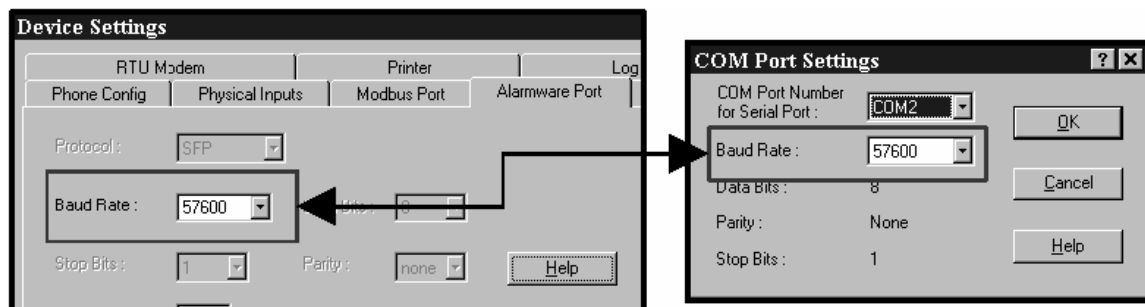 Device Settings
RTU Modem Printer Log
Phone Config Physical Inputs Modbus Port Alarmware Port
Protocol : SFP
Baud Rate : 57600 Bits : 8
Stop Bits : 1 Parity : none Help
COM Port Settings ? X
COM Port Number
for Serial Port : COM2
OK
Baud Rate : 57600
Data Bits : 8 Cancel
Parity : None
Stop Bits : 1 Help